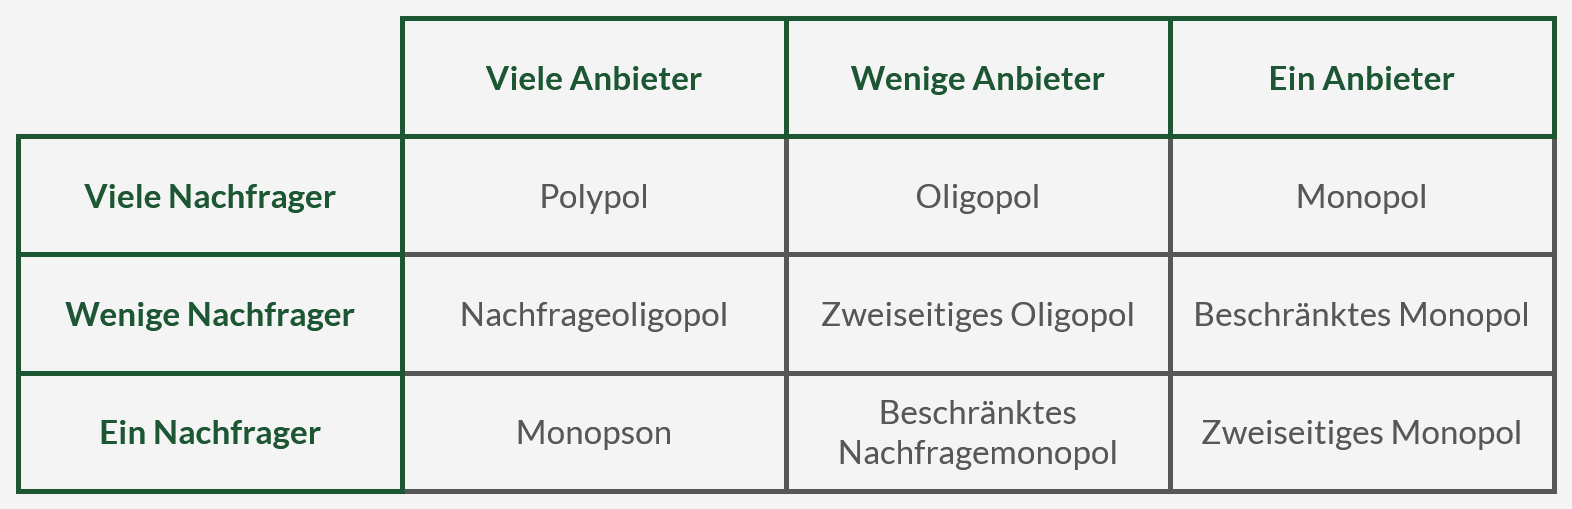 Viele Anbieter Wenige Anbieter Ein Anbieter
Viele Nachfrager Polypol Oligopol Monopol
Wenige Nachfrager Nachfrageoligopol Zweiseitiges Oligopol Beschränktes Monopol
Ein Nachfrager Monopson Beschränktes Nachfragemonopol Zweiseitiges Monopol